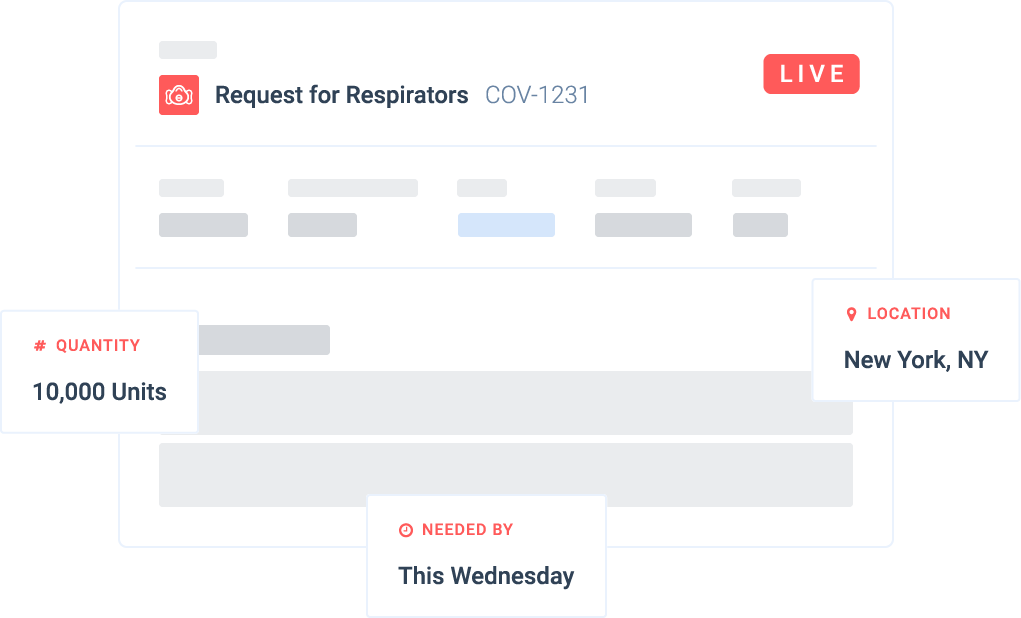 Request for Respirators COV-1231
LIVE
# QUANTITY
10,000 Units
LOCATION
New York, NY
NEEDED BY
This Wednesday